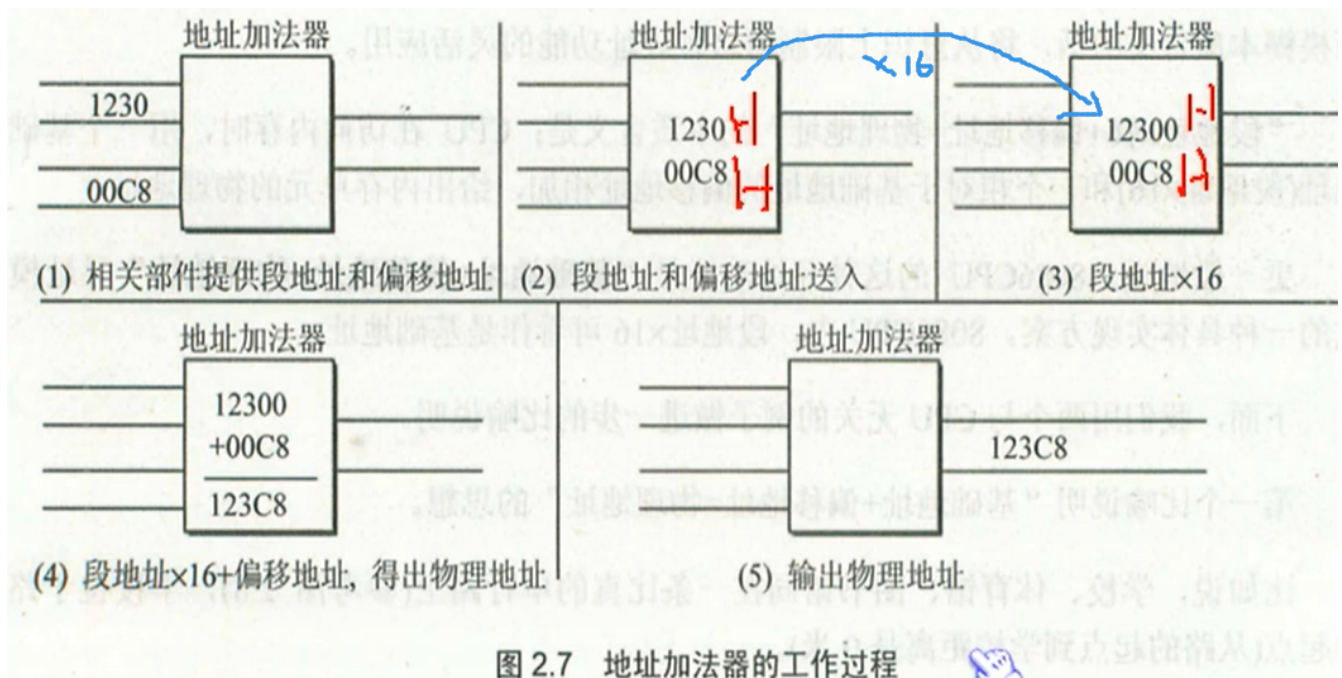 地址加法器
1230
00C8
(1) 相关部件提供段地址和偏移地址
地址加法器
1230 H
00C8 H
(2) 段地址和偏移地址送入
×16
地址加法器
12300 H
00C8 H
(3) 段地址×16
地址加法器
12300
+00C8
123C8
(4) 段地址×16+偏移地址, 得出物理地址
地址加法器
123C8
(5) 输出物理地址
图 2.7 地址加法器的工作过程